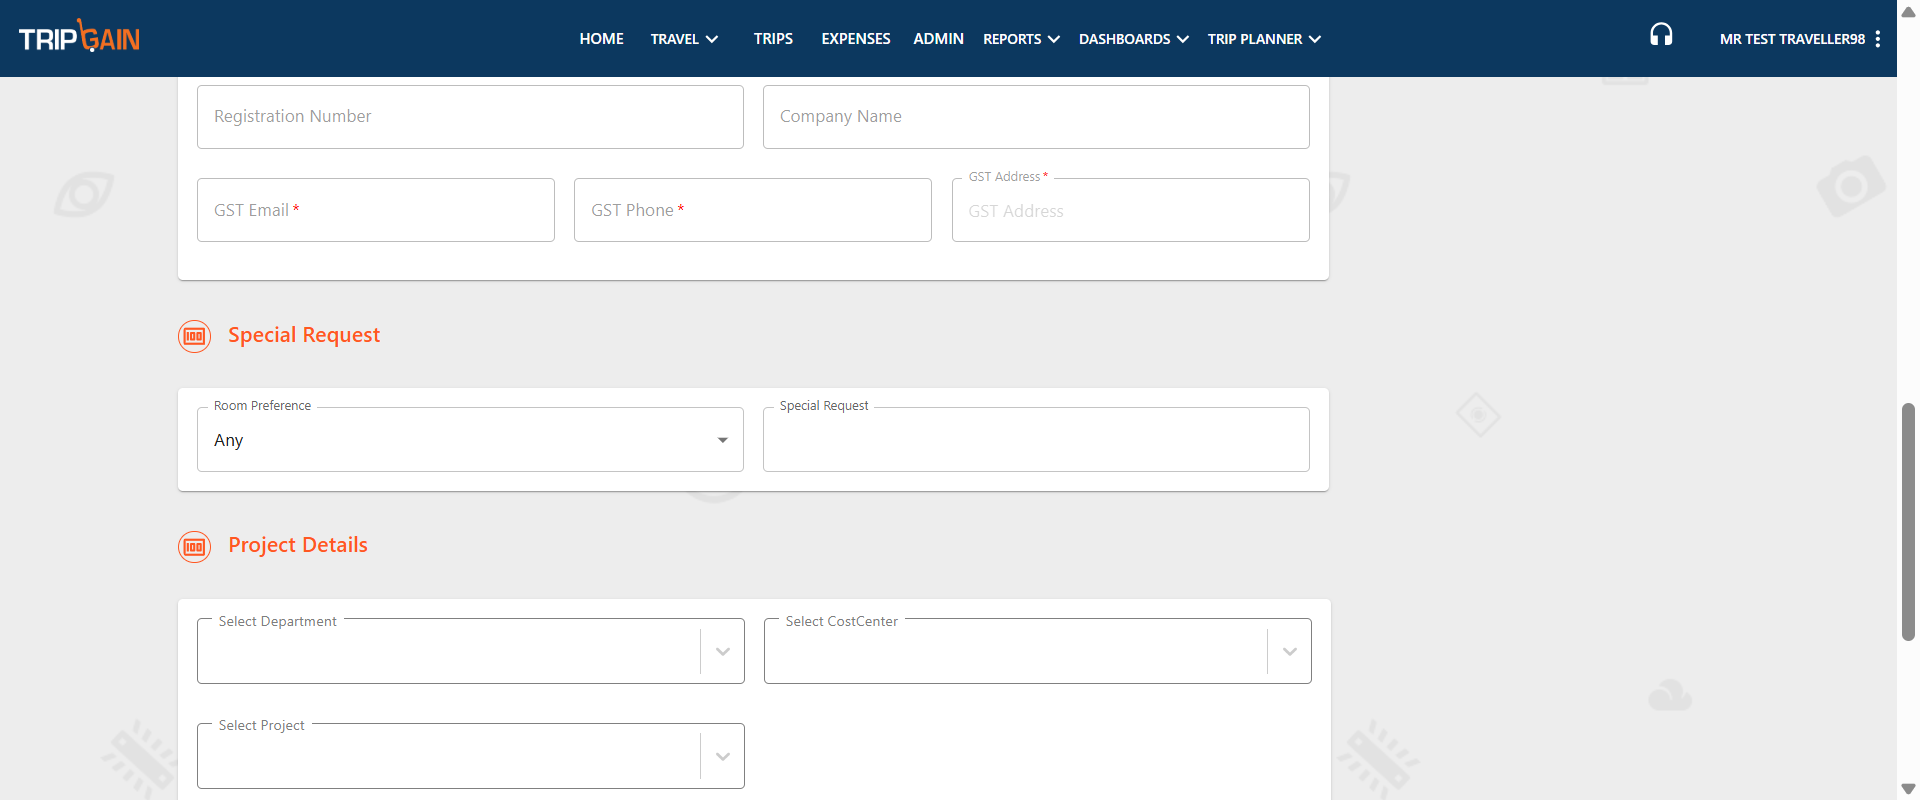 TRIPGAIN HOME TRAVEL TRIPS EXPENSES ADMIN REPORTS DASHBOARDS TRIP PLANNER MR TEST TRAVELLER98
Registration Number Company Name
GST Address *
GST Email * GST Phone * GST Address
100 Special Request
Room Preference Special Request
Any
100 Project Details
Select Department Select CostCenter
Select Project